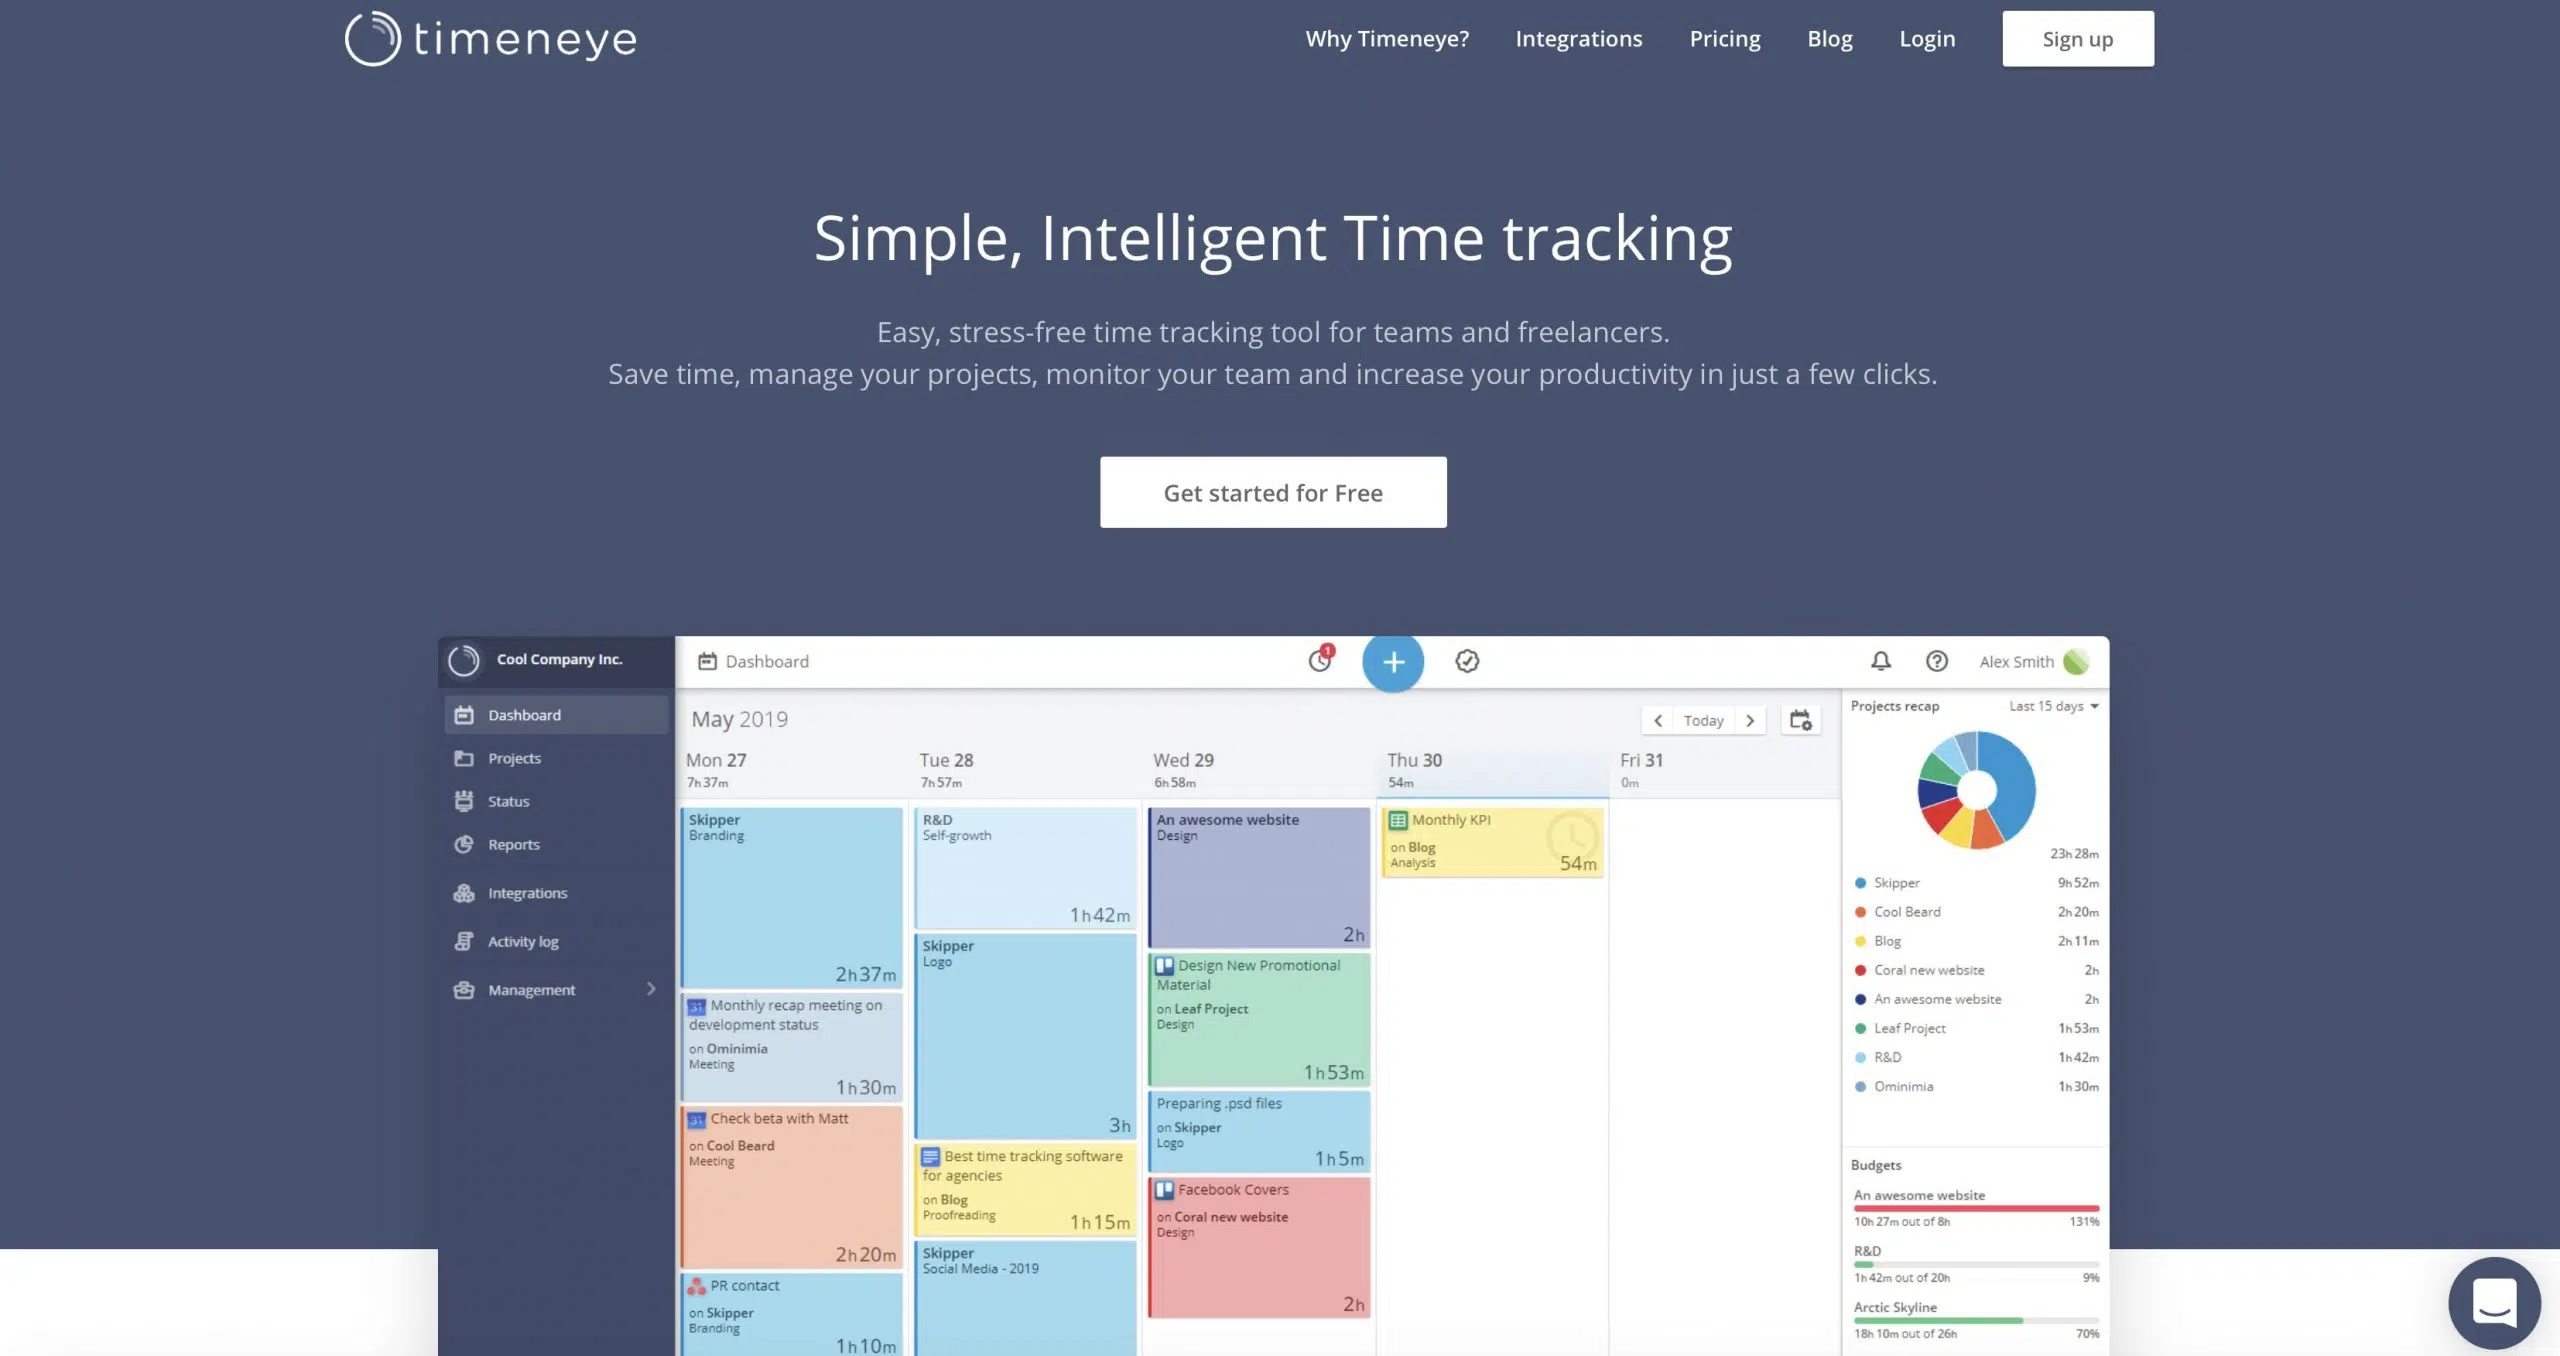 timeneye
Why Timeneye?
Integrations
Pricing
Blog
Login
Sign up
Simple, Intelligent Time tracking
Easy, stress-free time tracking tool for teams and freelancers.
Save time, manage your projects, monitor your team and increase your productivity in just a few clicks.
Get started for Free
Cool Company Inc.
Dashboard
Projects
Status
Reports
Integrations
Activity log
Management
Dashboard
1
Alex Smith
May 2019
Today
Mon 27
7h 37m
Skipper
Branding
2h 37m
31 Monthly recap meeting on
development status
on Ominimia
Meeting
1h 30m
31 Check beta with Matt
on Cool Beard
Meeting
2h 20m
PR contact
on Skipper
Branding
1h 10m
Tue 28
7h 57m
R&D
Self-growth
1h 42m
Skipper
Logo
3h
Best time tracking software
for agencies
on Blog
Proofreading
1h 15m
Skipper
Social Media - 2019
Wed 29
6h 58m
An awesome website
Design
2h
Design New Promotional
Material
on Leaf Project
Design
1h 53m
Preparing .psd files
on Skipper
Logo
1h 5m
Facebook Covers
on Coral new website
Design
2h
Thu 30
54m
Monthly KPI
on Blog
Analysis
54m
Fri 31
0m
Projects recap
Last 15 days
23h 28m
Skipper 9h 52m
Cool Beard 2h 20m
Blog 2h 11m
Coral new website 2h
An awesome website 2h
Leaf Project 1h 53m
R&D 1h 42m
Ominimia 1h 30m
Budgets
An awesome website
10h 27m out of 8h 131%
R&D
1h 42m out of 20h 9%
Arctic Skyline
18h 10m out of 26h 70%